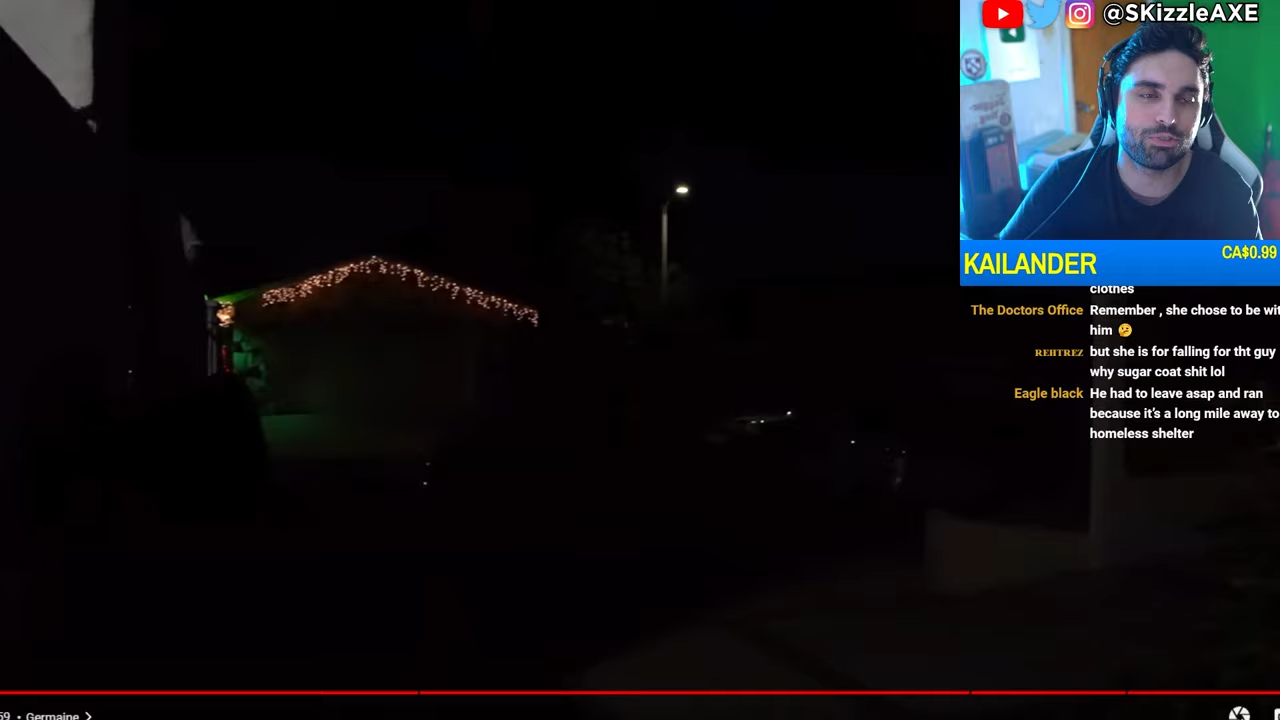 @SKizzleAXE
KAILANDER
CA$0.99
clothes
The Doctors Office Remember , she chose to be wit
him 🤔
ʀᴇʜᴛʀᴇᴢ but she is for falling for tht guy
why sugar coat shit lol
Eagle black He had to leave asap and ran
because it’s a long mile away to
homeless shelter
59 • Germaine >